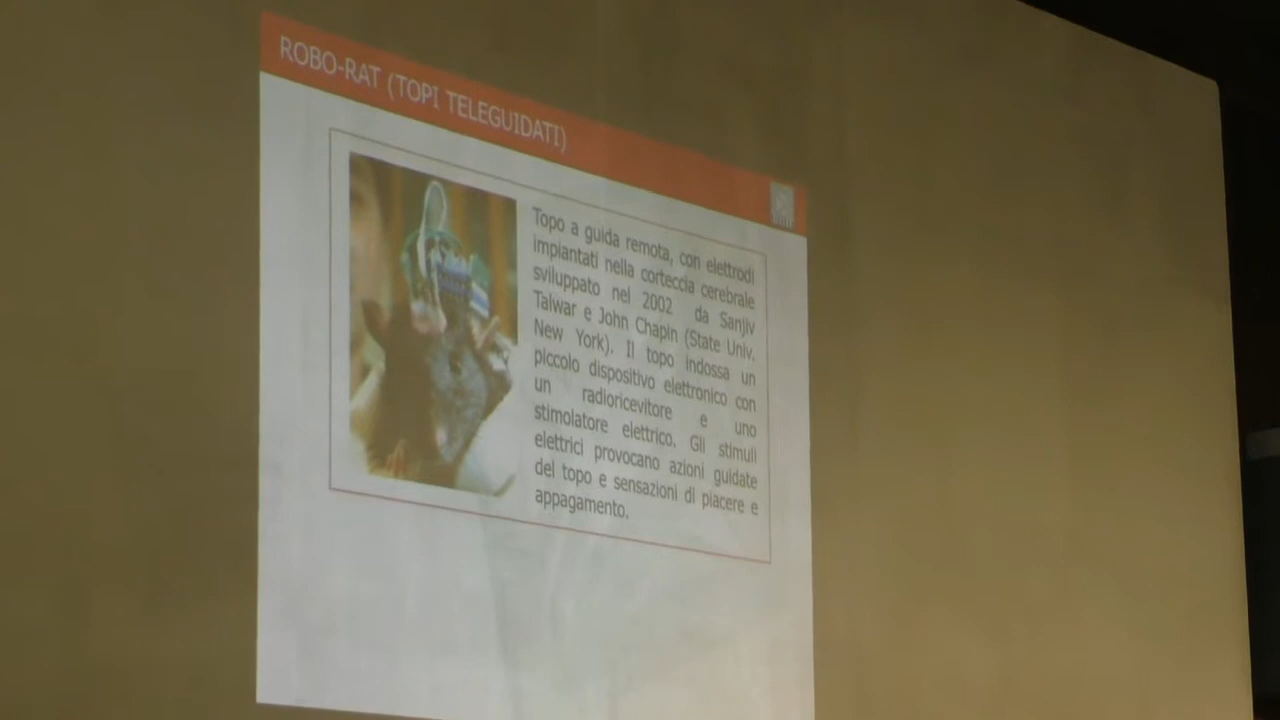 ROBO-RAT (TOPI TELEGUIDATI)
Topo a guida remota, con elettrodi
impiantati nella corteccia cerebrale
sviluppato nel 2002 da Sanjiv
Talwar e John Chapin (State Univ.
New York). Il topo indossa un
piccolo dispositivo elettronico con
un radioricevitore e uno
stimolatore elettrico. Gli stimuli
elettrici provocano azioni guidate
del topo e sensazioni di piacere e
appagamento.